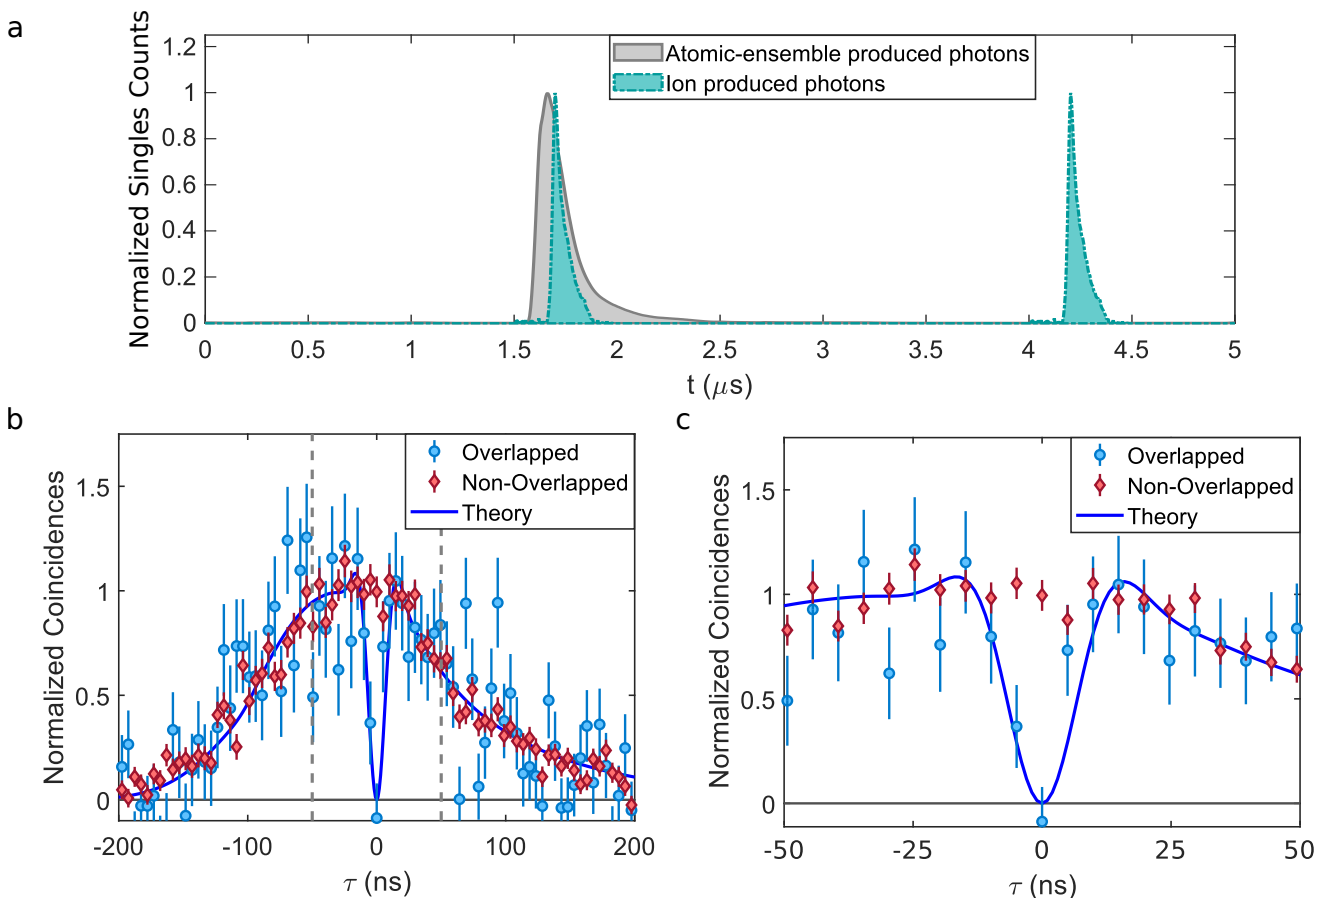 a
Normalized Singles Counts
1.2
1
0.8
0.6
0.4
0.2
0
Atomic-ensemble produced photons
Ion produced photons
0 0.5 1 1.5 2 2.5 3 3.5 4 4.5 5
t (μs)
b
Normalized Coincidences
1.5
1
0.5
0
Overlapped
Non-Overlapped
Theory
-200 -100 0 100 200
τ (ns)
c
Normalized Coincidences
1.5
1
0.5
0
Overlapped
Non-Overlapped
Theory
-50 -25 0 25 50
τ (ns)